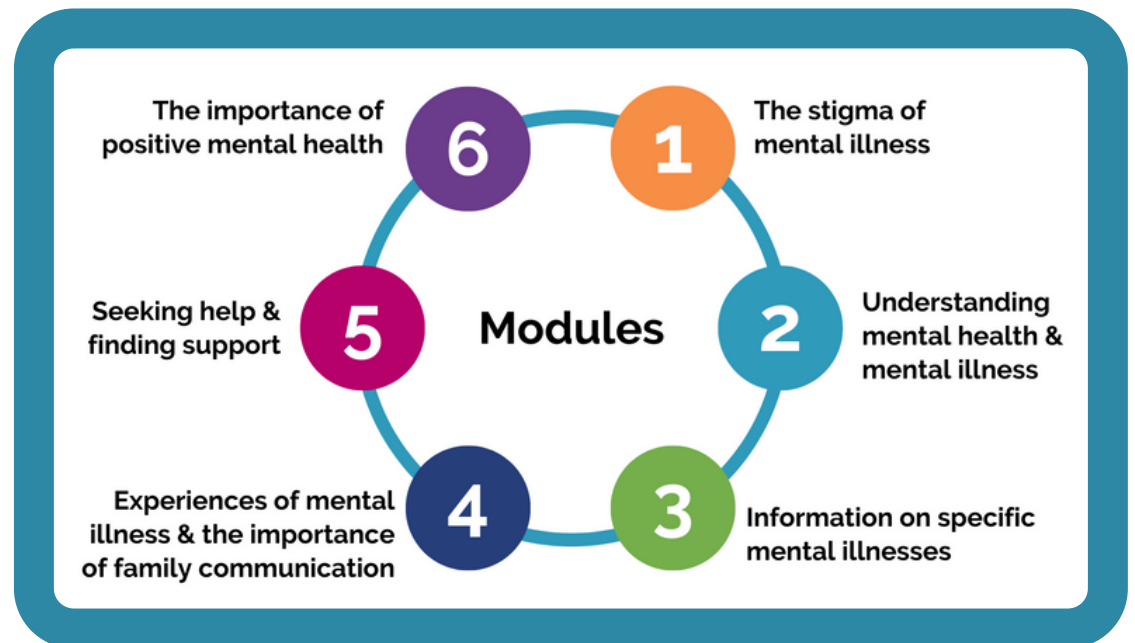 Modules
1
The stigma of
mental illness
2
Understanding
mental health &
mental illness
3
Information on specific
mental illnesses
4
Experiences of mental
illness & the importance
of family communication
5
Seeking help &
finding support
6
The importance of
positive mental health